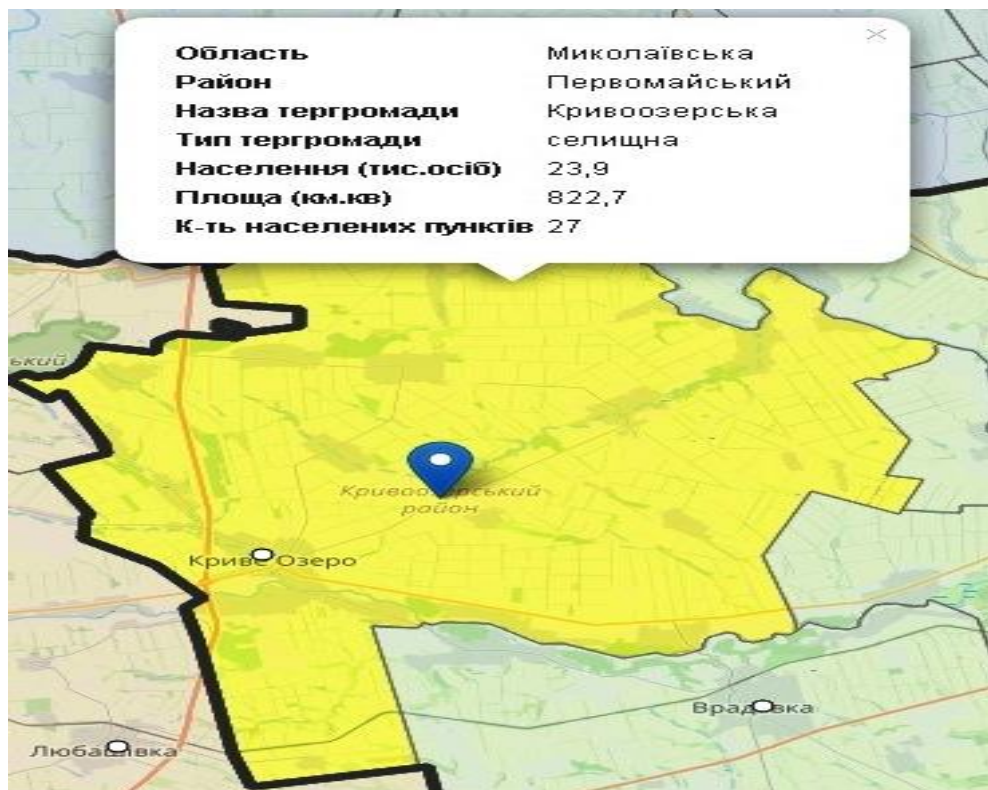 Область Миколаївська
Район Первомайський
Назва тергромади Кривоозерська
Тип тергромади селищна
Населення (тис.осіб) 23,9
Площа (км.кв) 822,7
К-ть населених пунктів 27
ький
Кривоозерський
район
Криве Озеро
Врадівка
Любашівка